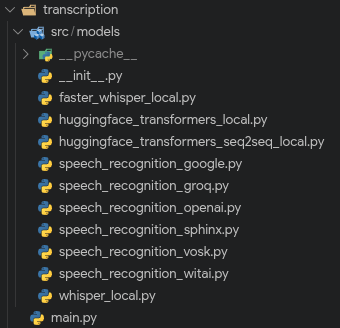 transcription
src/models
__pycache__
__init__.py
faster_whisper_local.py
huggingface_transformers_local.py
huggingface_transformers_seq2seq_local.py
speech_recognition_google.py
speech_recognition_groq.py
speech_recognition_openai.py
speech_recognition_sphinx.py
speech_recognition_vosk.py
speech_recognition_witai.py
whisper_local.py
main.py